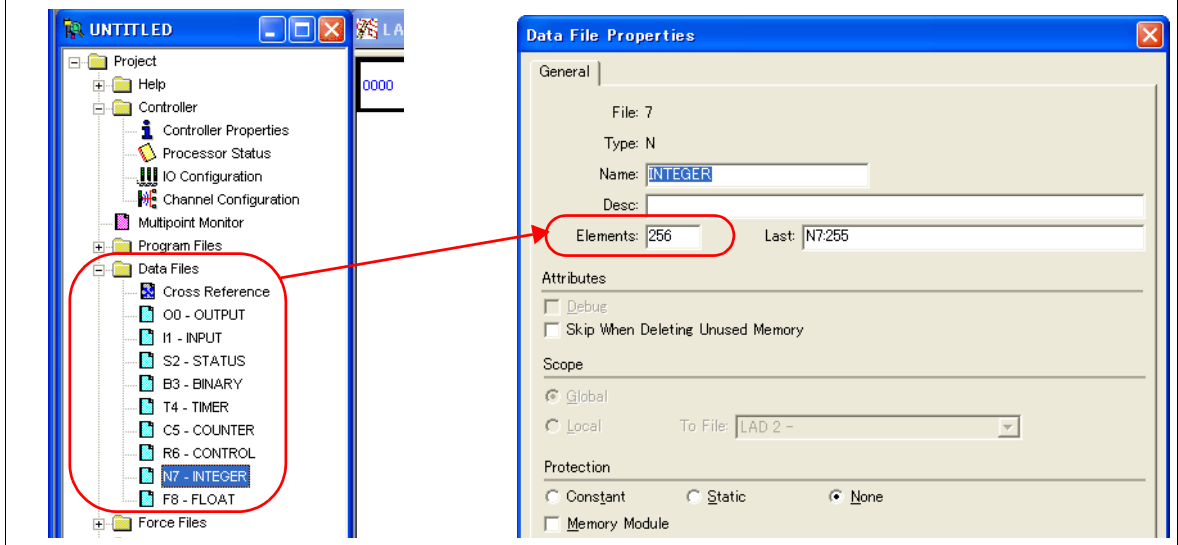 UNTITLED
Project
Help
Controller
Controller Properties
Processor Status
IO Configuration
Channel Configuration
Multipoint Monitor
Program Files
Data Files
Cross Reference
O0 - OUTPUT
I1 - INPUT
S2 - STATUS
B3 - BINARY
T4 - TIMER
C5 - COUNTER
R6 - CONTROL
N7 - INTEGER
F8 - FLOAT
Force Files
LA
0000
Data File Properties
General
File: 7
Type: N
Name: INTEGER
Desc:
Elements: 256 Last: N7:255
Attributes
Debug
Skip When Deleting Unused Memory
Scope
Global
Local To File: LAD 2 -
Protection
Constant Static None
Memory Module